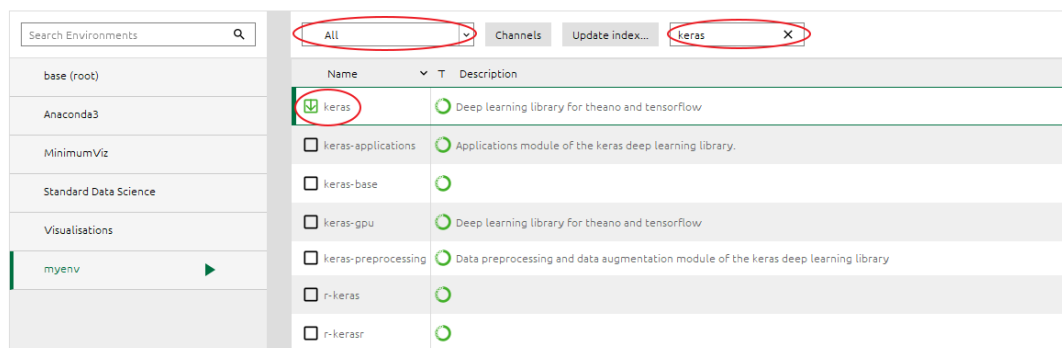 Search Environments
base (root)
Anaconda3
MinimumViz
Standard Data Science
Visualisations
myenv
All Channels Update index... keras X
Name T Description
keras Deep learning library for theano and tensorflow
keras-applications Applications module of the keras deep learning library.
keras-base
keras-gpu Deep learning library for theano and tensorflow
keras-preprocessing Data preprocessing and data augmentation module of the keras deep learning library
r-keras
r-kerasr